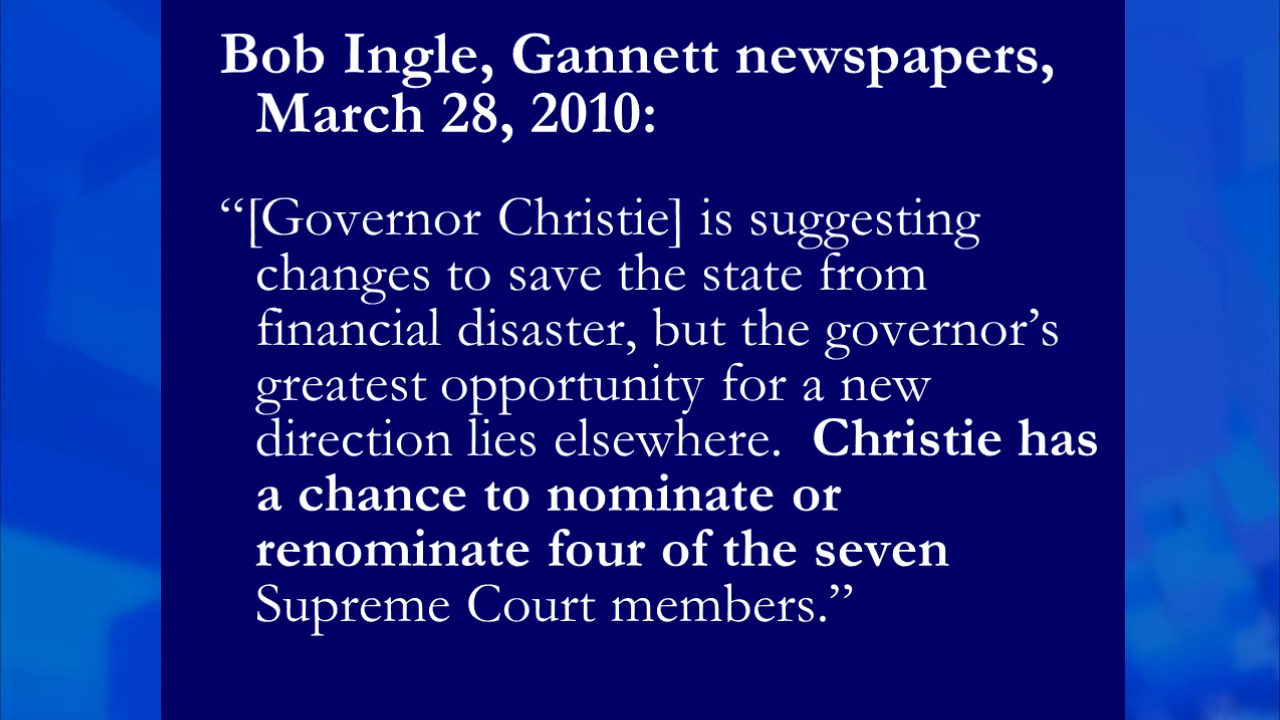 Bob Ingle, Gannett newspapers,
March 28, 2010:
“[Governor Christie] is suggesting
changes to save the state from
financial disaster, but the governor’s
greatest opportunity for a new
direction lies elsewhere.  Christie has
a chance to nominate or
renominate four of the seven
Supreme Court members.”